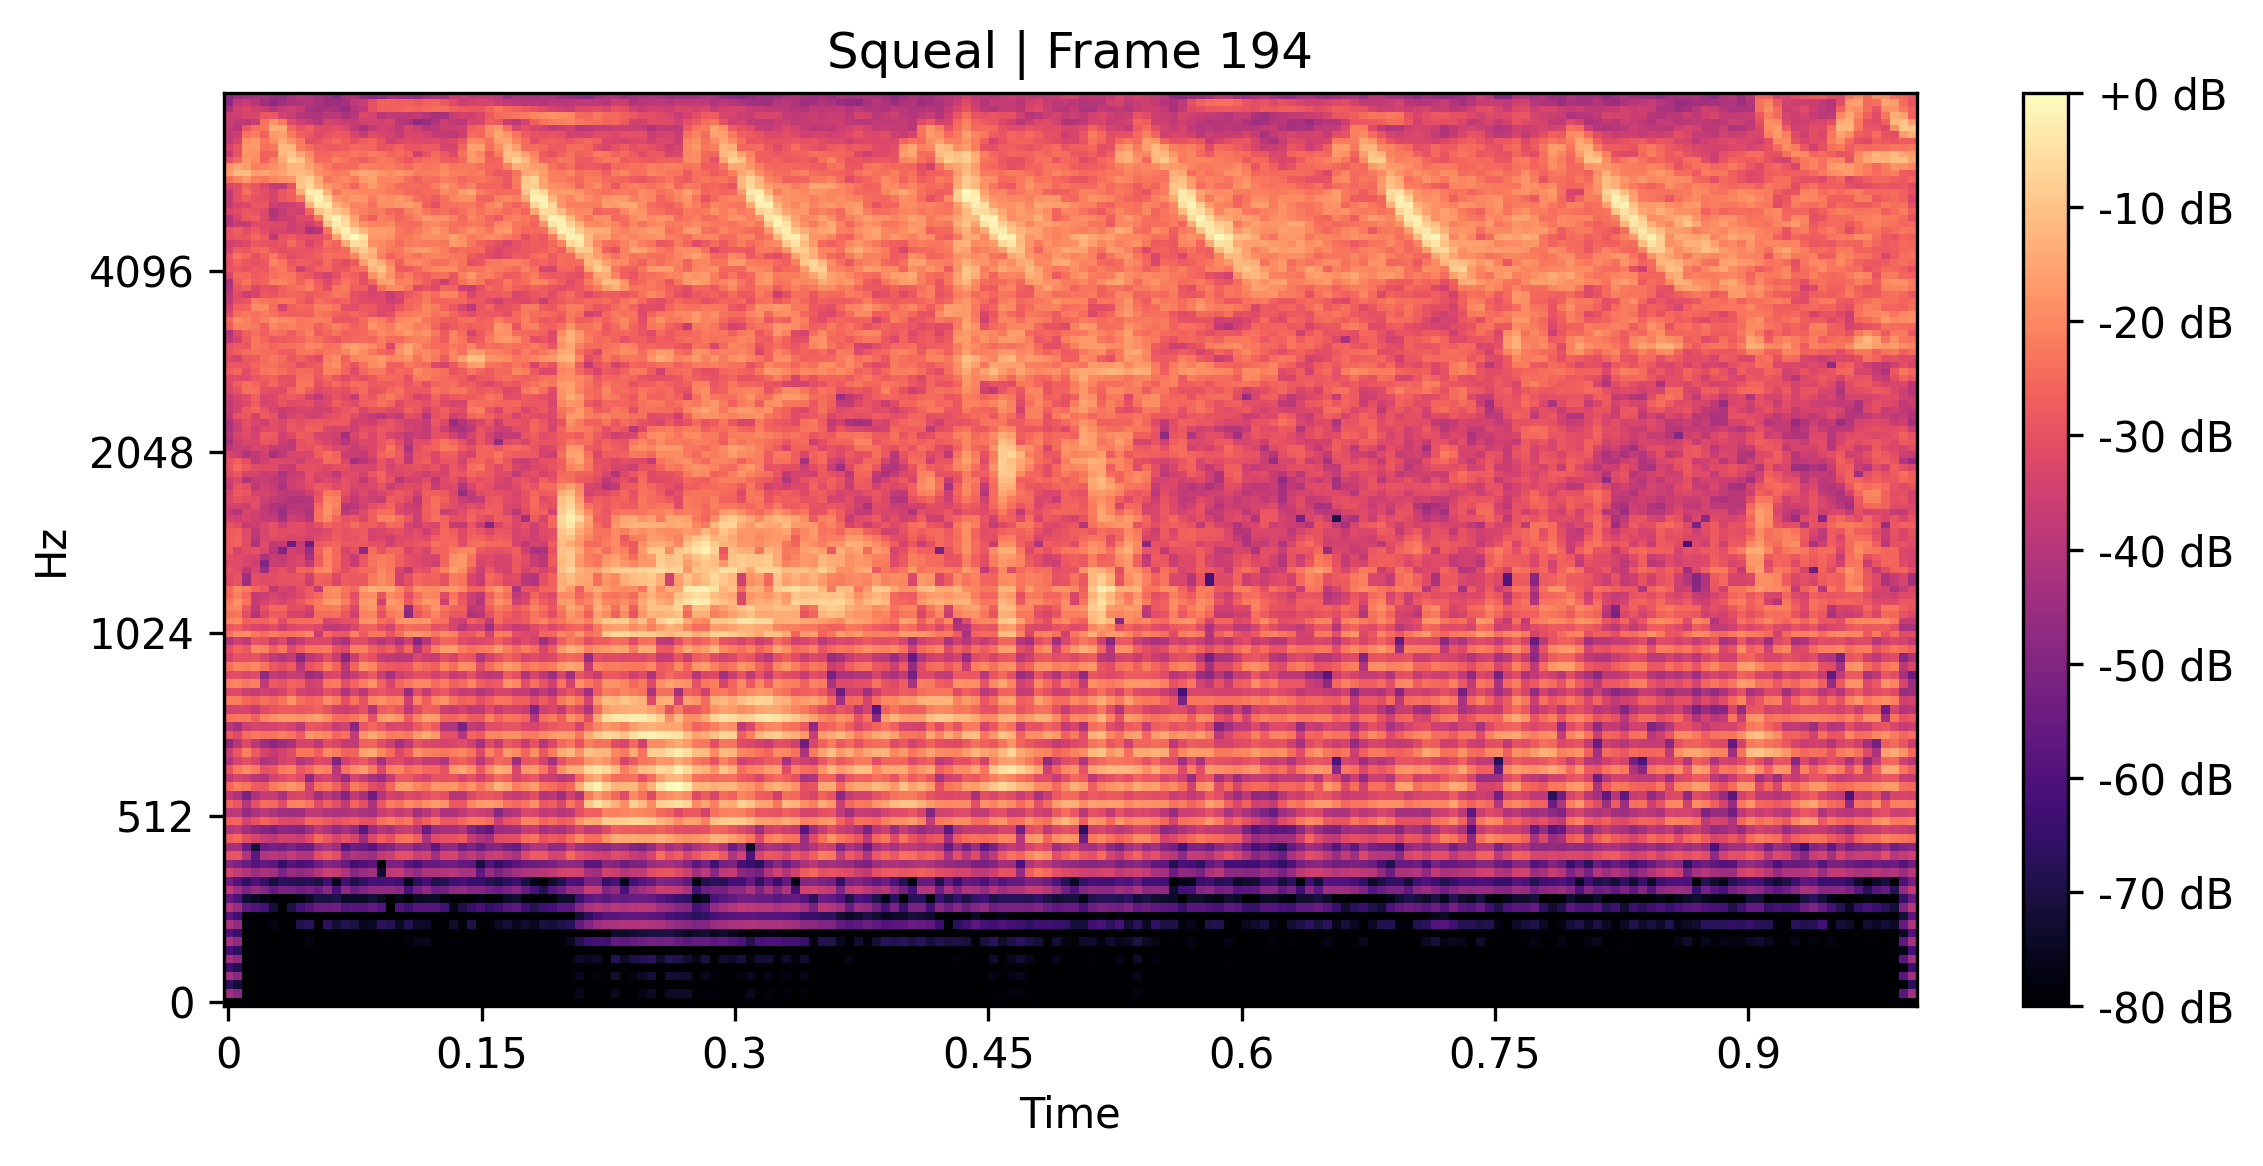 Squeal | Frame 194
+0 dB
-10 dB
-20 dB
-30 dB
-40 dB
-50 dB
-60 dB
-70 dB
-80 dB
Hz
4096
2048
1024
512
0
0 0.15 0.3 0.45 0.6 0.75 0.9
Time